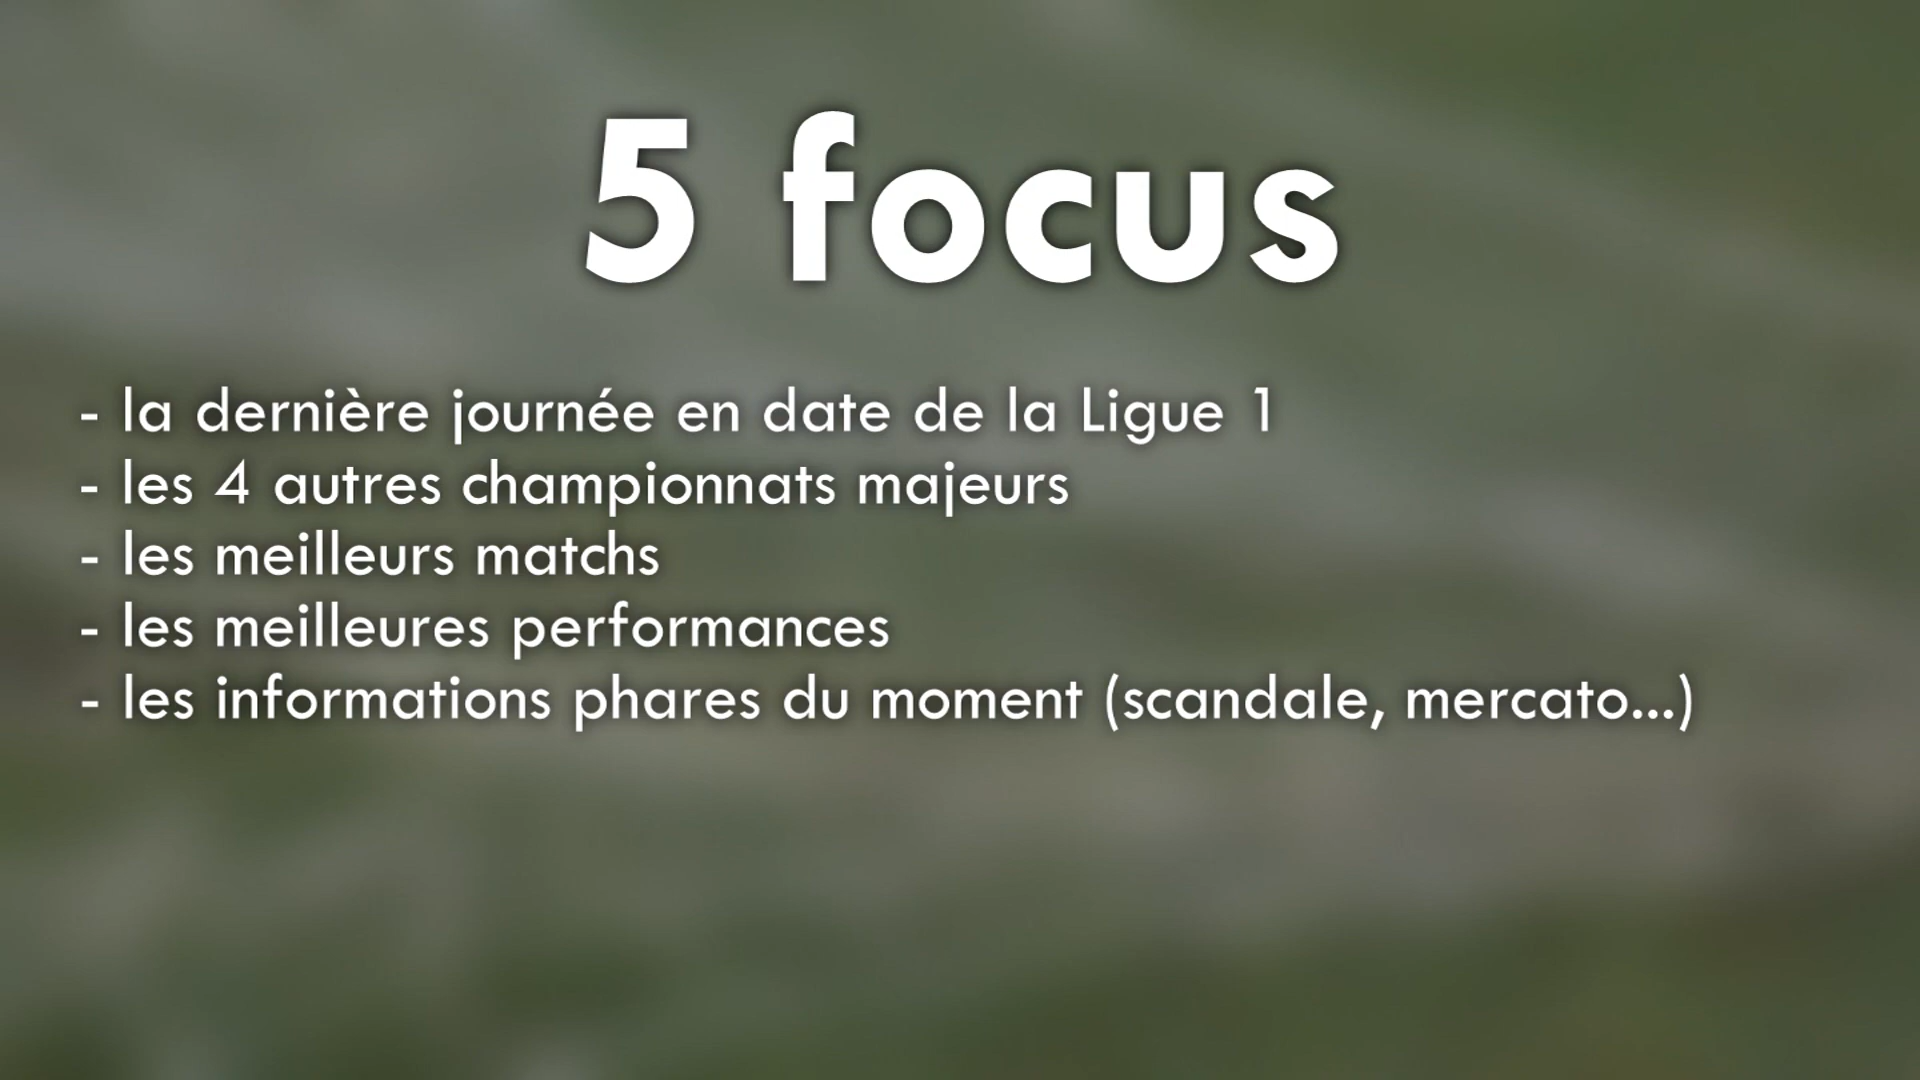 5 focus
- la dernière journée en date de la Ligue 1
- les 4 autres championnats majeurs
- les meilleurs matchs
- les meilleures performances
- les informations phares du moment (scandale, mercato...)